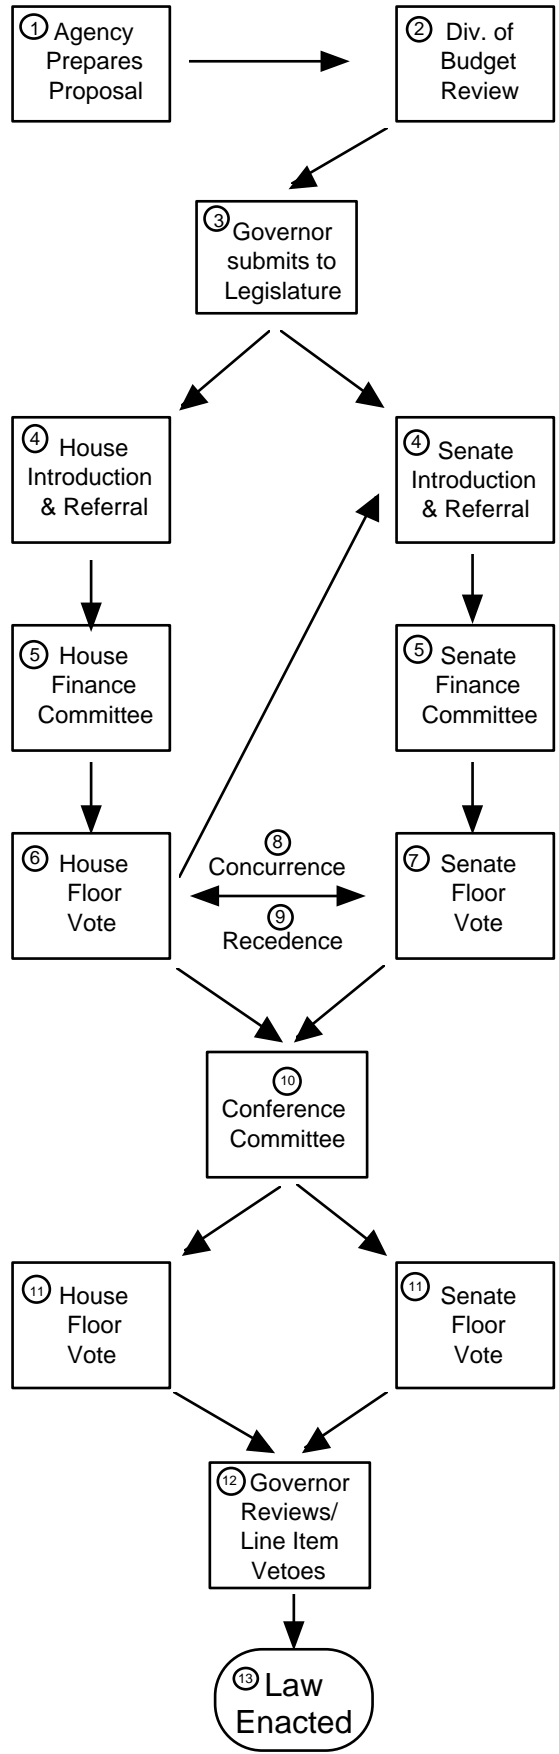 1 Agency
Prepares
Proposal
2 Div. of
Budget
Review
3 Governor
submits to
Legislature
4 House
Introduction
& Referral
4 Senate
Introduction
& Referral
5 House
Finance
Committee
5 Senate
Finance
Committee
6 House
Floor
Vote
8
Concurrence
9
Recedence
7 Senate
Floor
Vote
10
Conference
Committee
11 House
Floor
Vote
11 Senate
Floor
Vote
12 Governor
Reviews/
Line Item
Vetoes
13 Law
Enacted